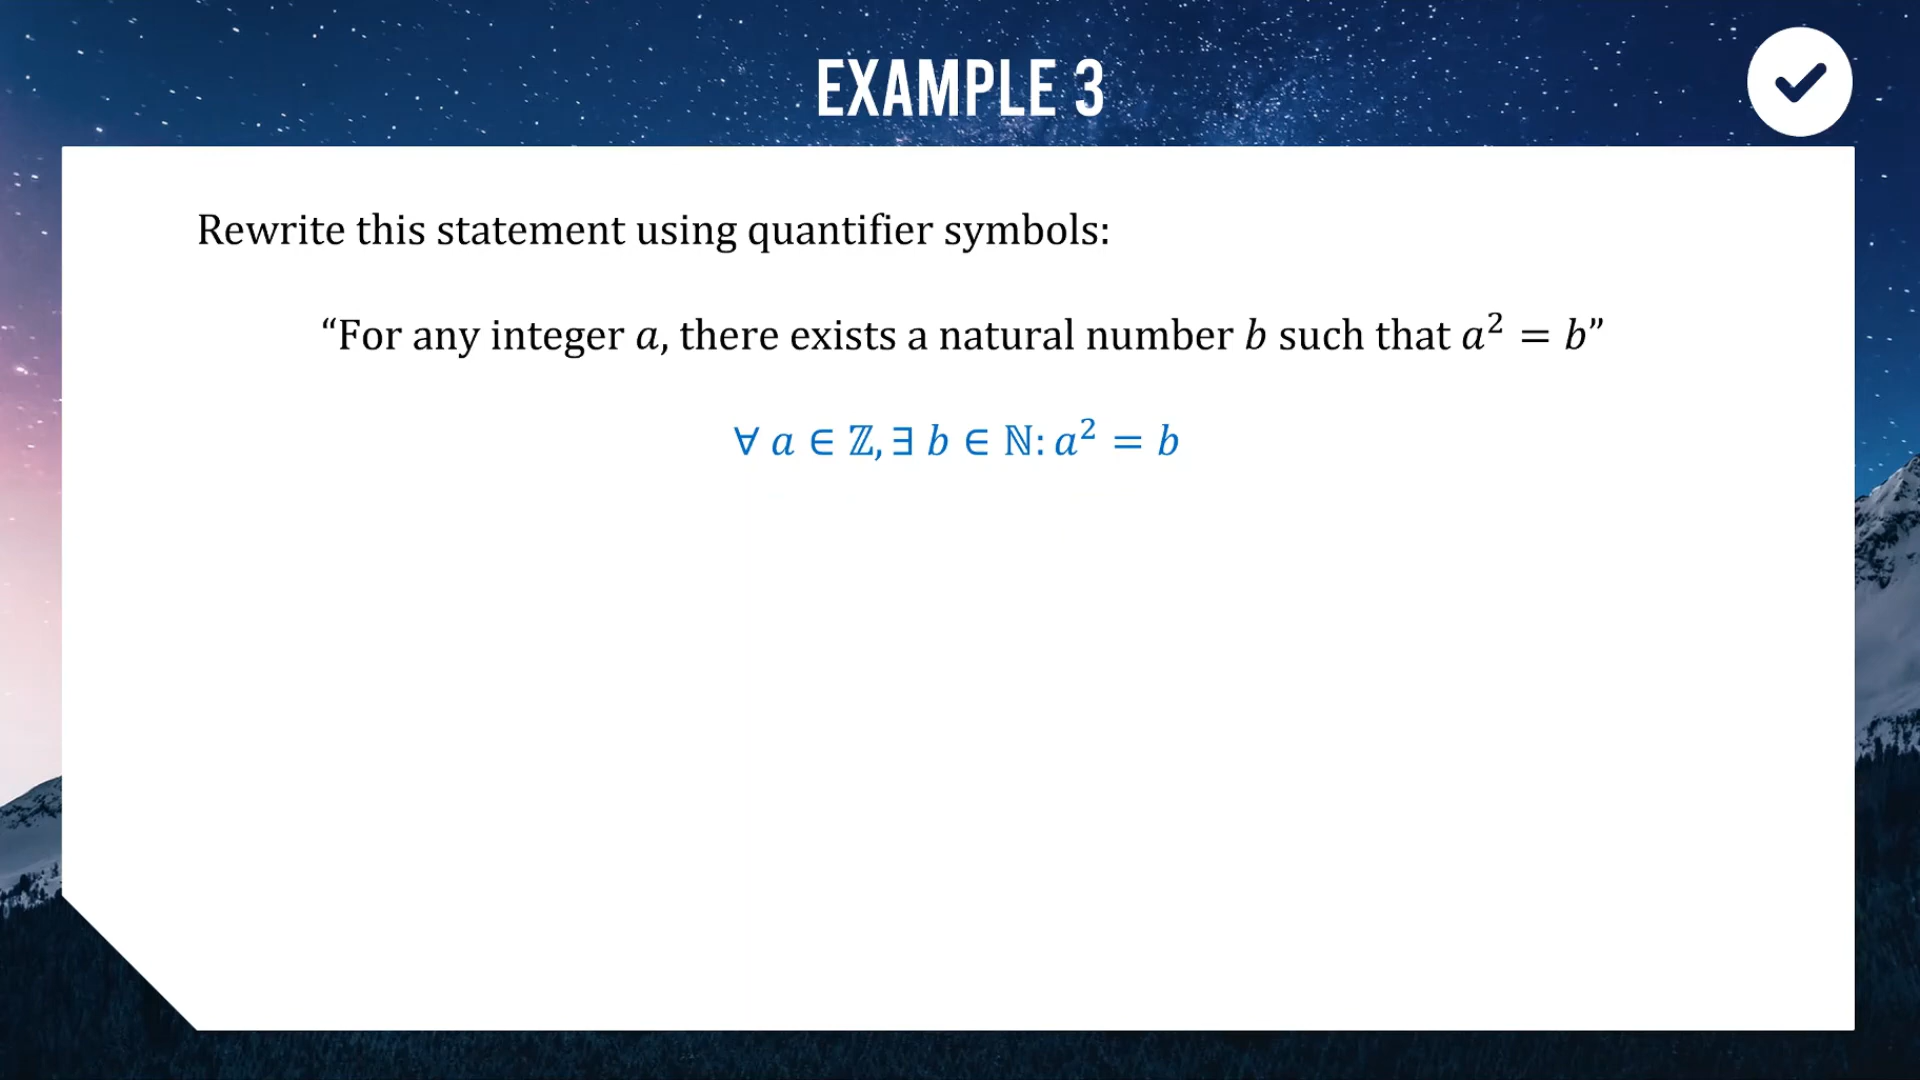 EXAMPLE 3
Rewrite this statement using quantifier symbols:
“For any integer a, there exists a natural number b such that a² = b”
∀ a ∈ ℤ, ∃ b ∈ ℕ: a² = b